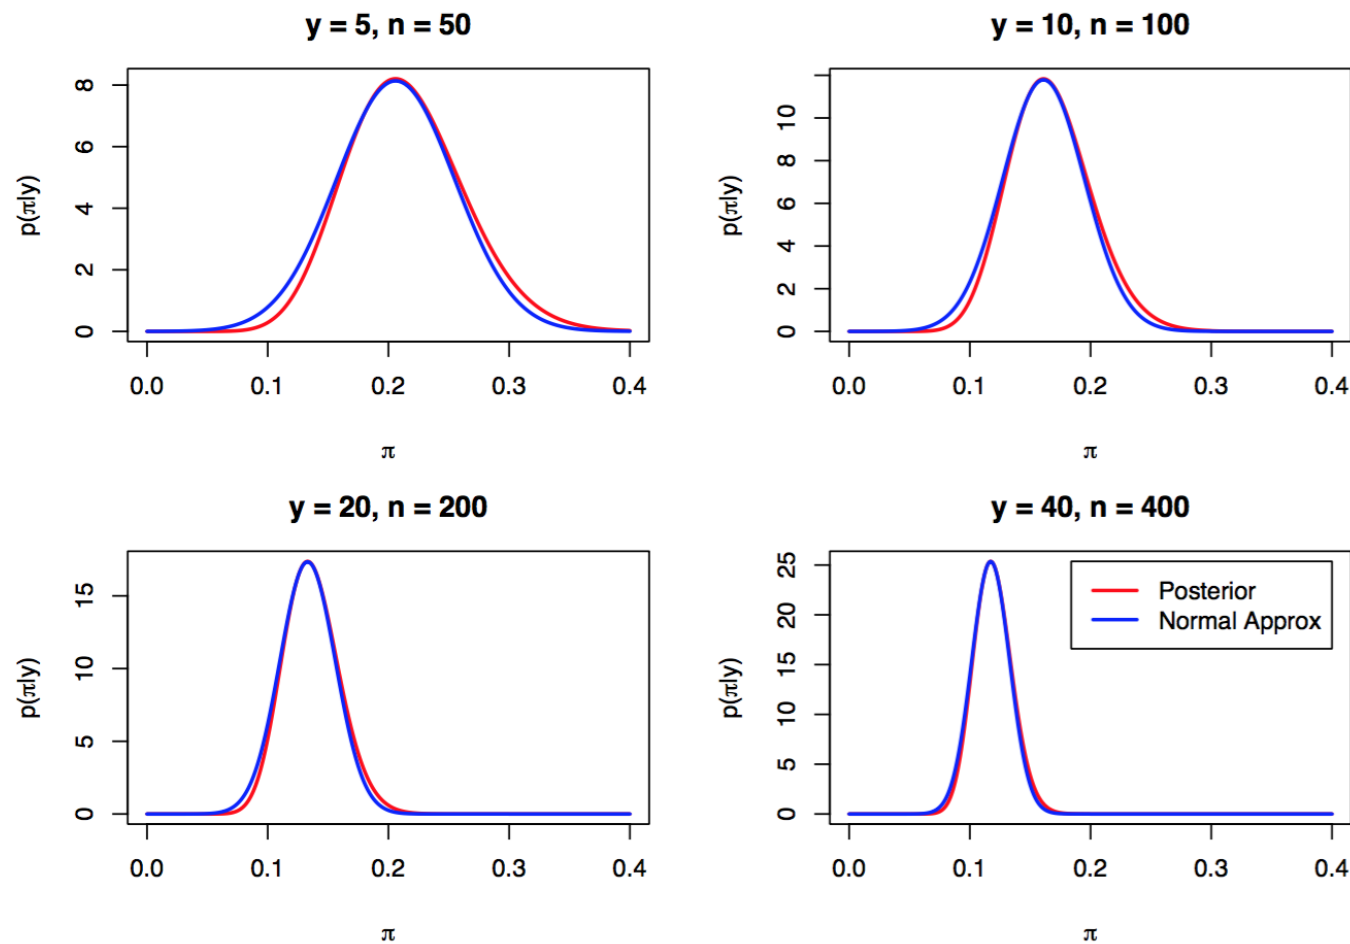 y = 5, n = 50
p(π|y)
8
6
4
2
0
0.0 0.1 0.2 0.3 0.4
π
y = 10, n = 100
p(π|y)
10
8
6
4
2
0
0.0 0.1 0.2 0.3 0.4
π
y = 20, n = 200
p(π|y)
15
10
5
0
0.0 0.1 0.2 0.3 0.4
π
y = 40, n = 400
p(π|y)
25
20
15
10
5
0
Posterior
Normal Approx
0.0 0.1 0.2 0.3 0.4
π